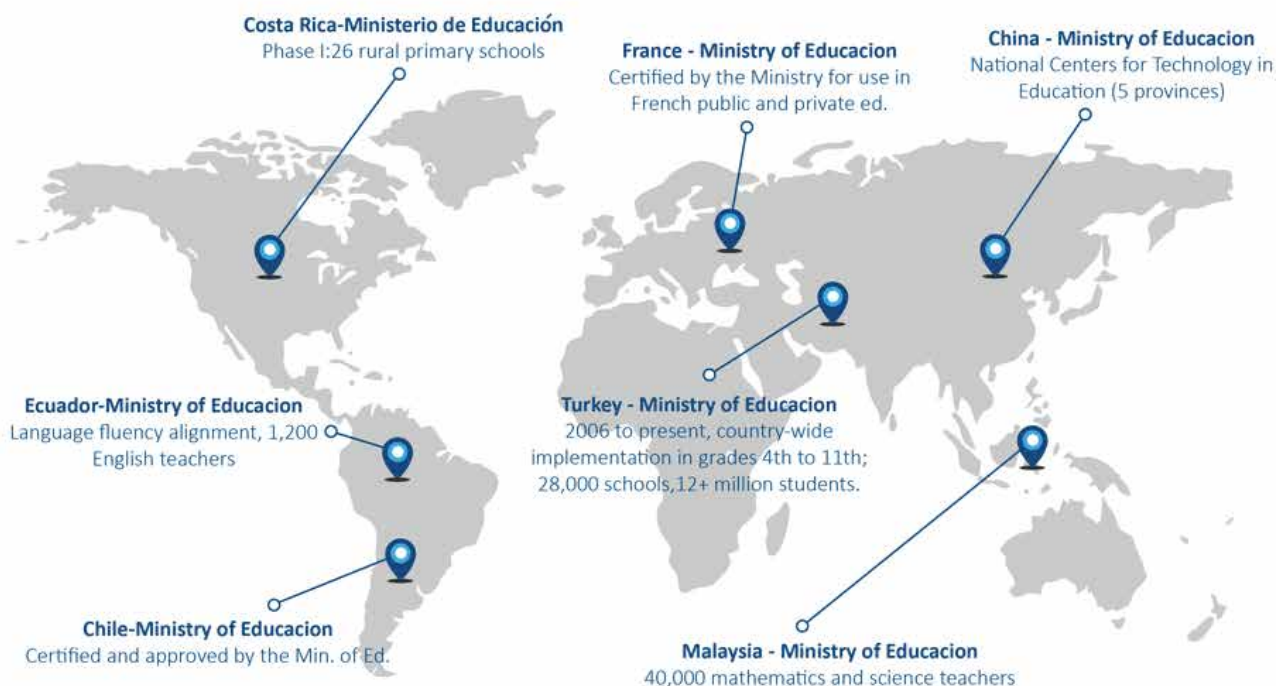 Costa Rica-Ministerio de Educación
Phase I:26 rural primary schools
France - Ministry of Educacion
Certified by the Ministry for use in
French public and private ed.
China - Ministry of Educacion
National Centers for Technology in
Education (5 provinces)
Ecuador-Ministry of Educacion
Language fluency alignment, 1,200
English teachers
Turkey - Ministry of Educacion
2006 to present, country-wide
implementation in grades 4th to 11th;
28,000 schools,12+ million students.
Chile-Ministry of Educacion
Certified and approved by the Min. of Ed.
Malaysia - Ministry of Educacion
40,000 mathematics and science teachers